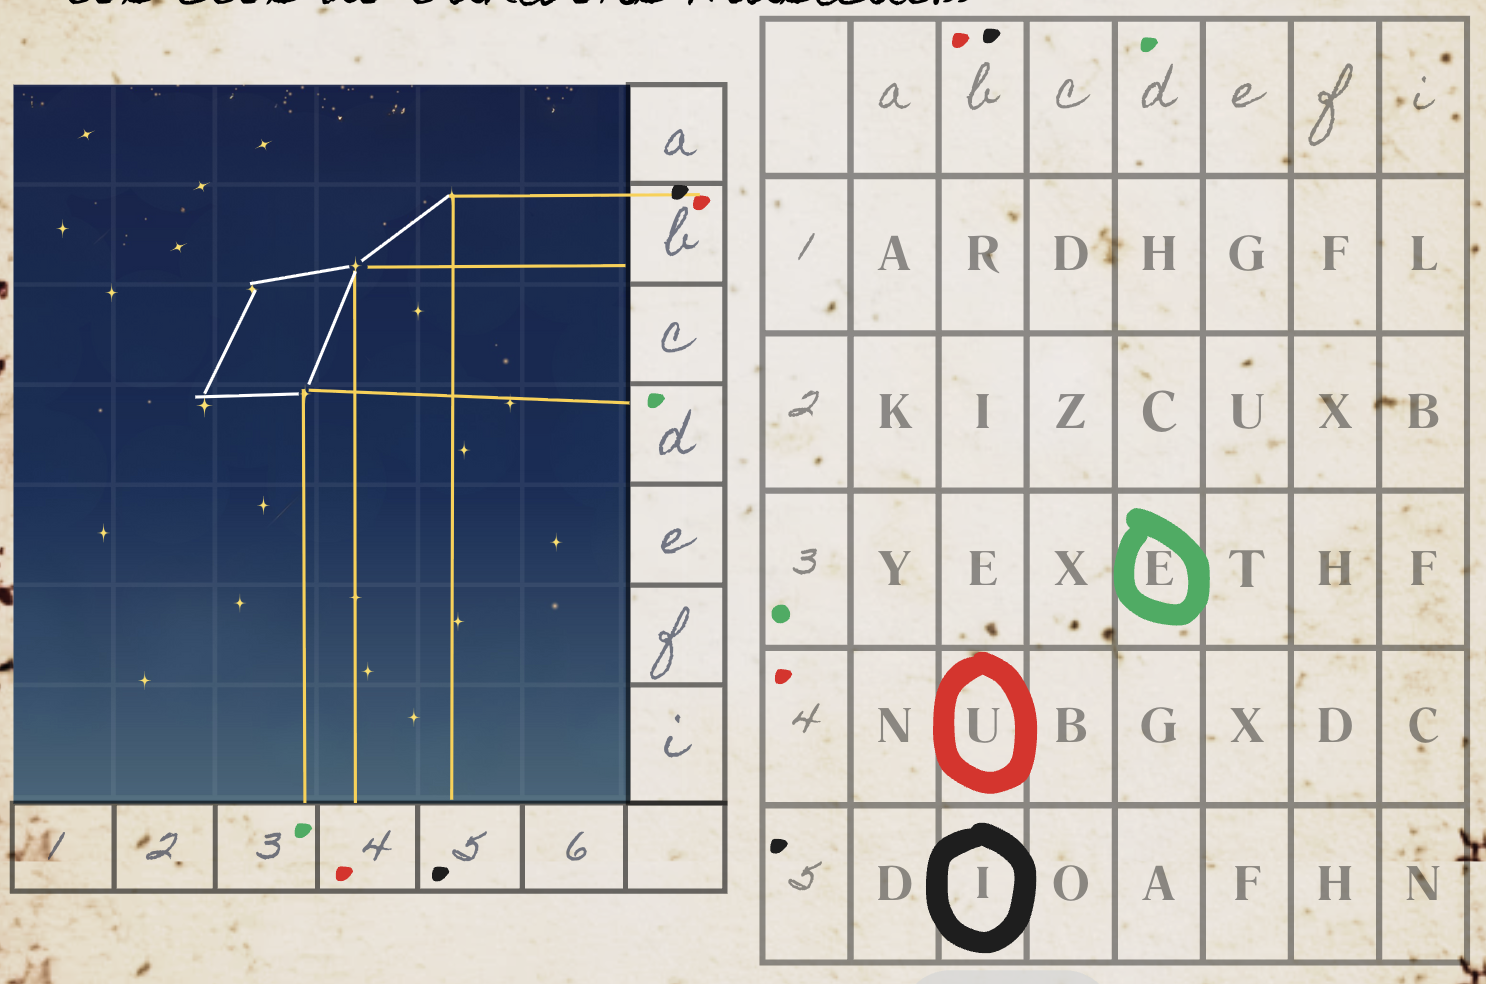 a
b
c
d
e
f
i
1 2 3 4 5 6
a b c d e f i
1 A R D H G F L
2 K I Z C U X B
3 Y E X E T H F
4 N U B G X D C
5 D I O A F H N